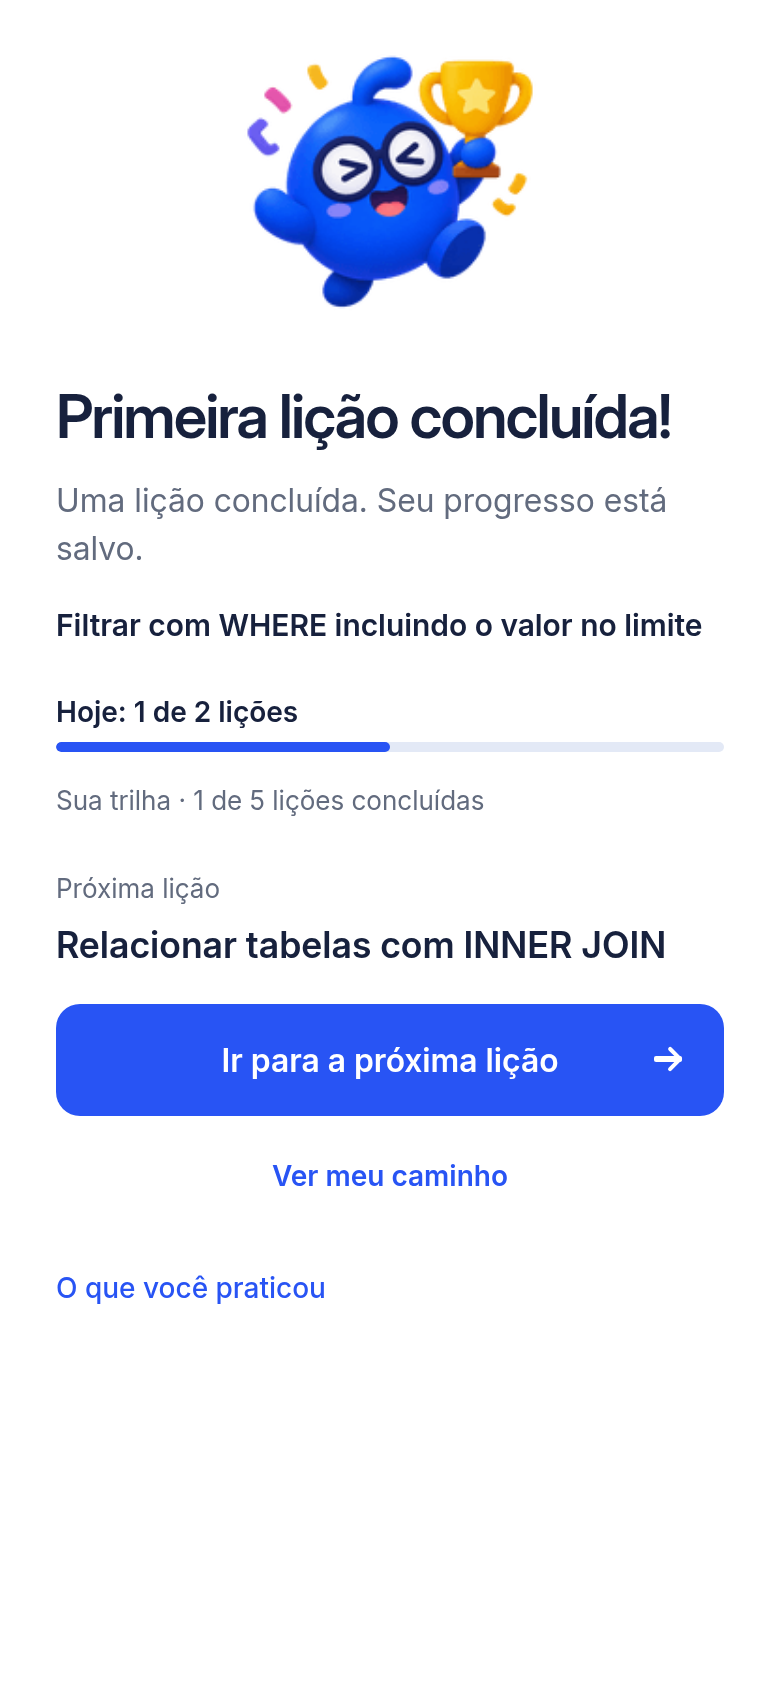 Primeira lição concluída!
Uma lição concluída. Seu progresso está
salvo.
Filtrar com WHERE incluindo o valor no limite
Hoje: 1 de 2 lições
Sua trilha · 1 de 5 lições concluídas
Próxima lição
Relacionar tabelas com INNER JOIN
Ir para a próxima lição
Ver meu caminho
O que você praticou